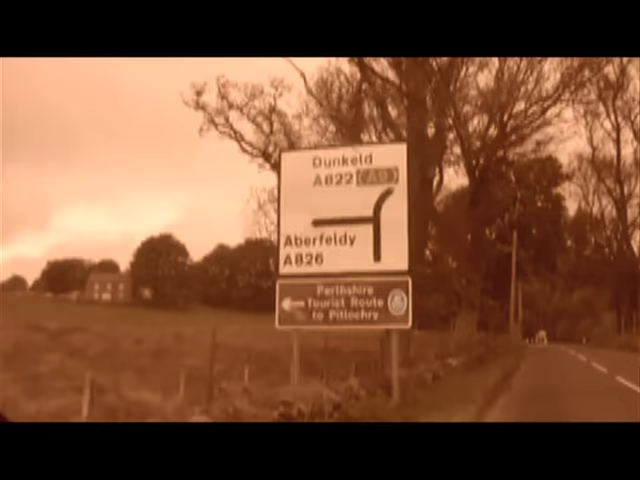 Dunkeld
A822 (A9)
Aberfeldy
A826
Perthshire
Tourist Route
to Pitlochry